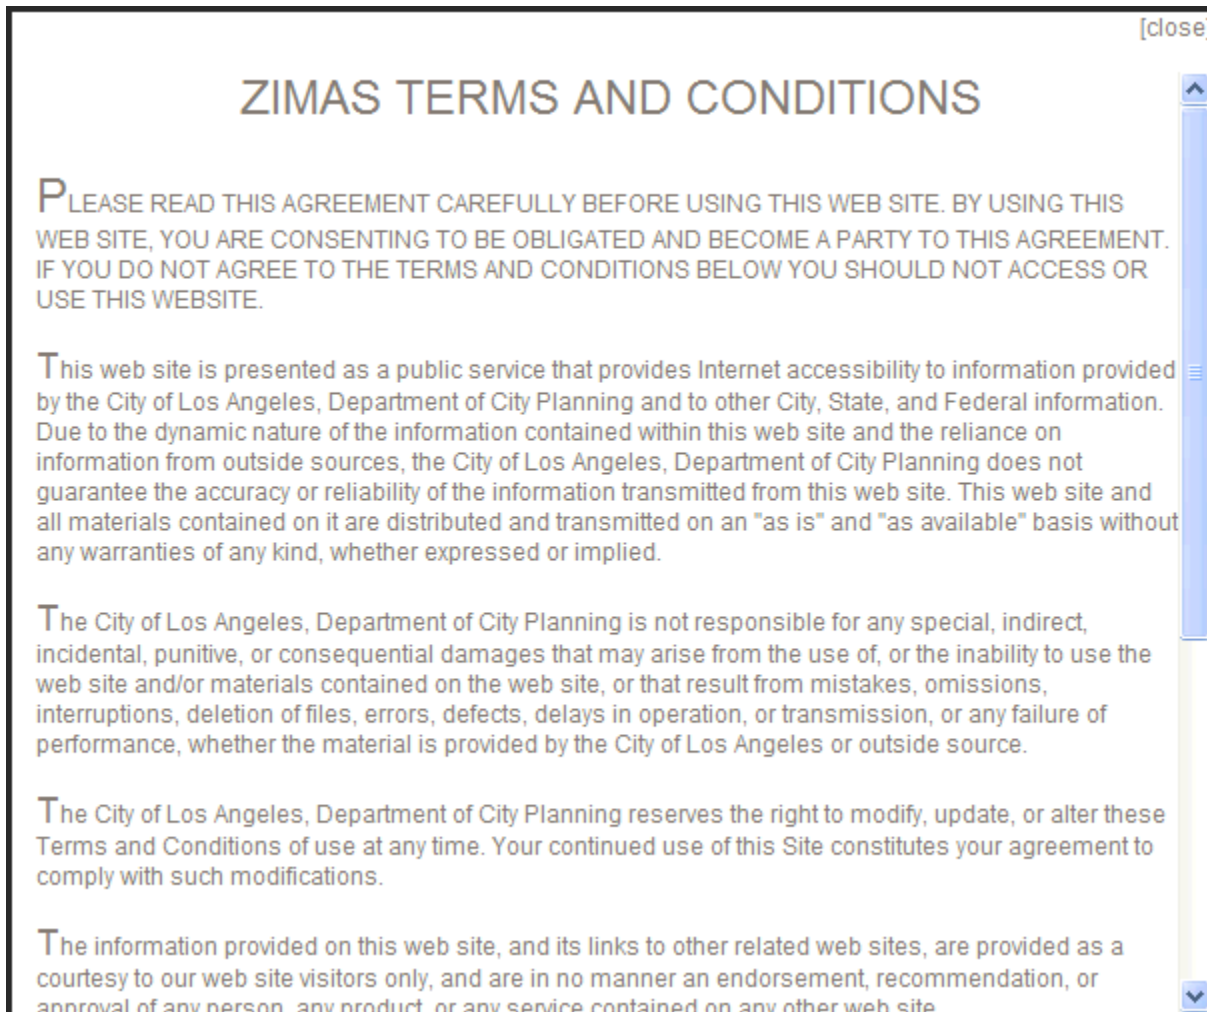 [close]
ZIMAS TERMS AND CONDITIONS
PLEASE READ THIS AGREEMENT CAREFULLY BEFORE USING THIS WEB SITE. BY USING THIS
WEB SITE, YOU ARE CONSENTING TO BE OBLIGATED AND BECOME A PARTY TO THIS AGREEMENT.
IF YOU DO NOT AGREE TO THE TERMS AND CONDITIONS BELOW YOU SHOULD NOT ACCESS OR
USE THIS WEBSITE.
This web site is presented as a public service that provides Internet accessibility to information provided
by the City of Los Angeles, Department of City Planning and to other City, State, and Federal information.
Due to the dynamic nature of the information contained within this web site and the reliance on
information from outside sources, the City of Los Angeles, Department of City Planning does not
guarantee the accuracy or reliability of the information transmitted from this web site. This web site and
all materials contained on it are distributed and transmitted on an "as is" and "as available" basis without
any warranties of any kind, whether expressed or implied.
The City of Los Angeles, Department of City Planning is not responsible for any special, indirect,
incidental, punitive, or consequential damages that may arise from the use of, or the inability to use the
web site and/or materials contained on the web site, or that result from mistakes, omissions,
interruptions, deletion of files, errors, defects, delays in operation, or transmission, or any failure of
performance, whether the material is provided by the City of Los Angeles or outside source.
The City of Los Angeles, Department of City Planning reserves the right to modify, update, or alter these
Terms and Conditions of use at any time. Your continued use of this Site constitutes your agreement to
comply with such modifications.
The information provided on this web site, and its links to other related web sites, are provided as a
courtesy to our web site visitors only, and are in no manner an endorsement, recommendation, or
approval of any person, any product, or any service contained on any other web site.